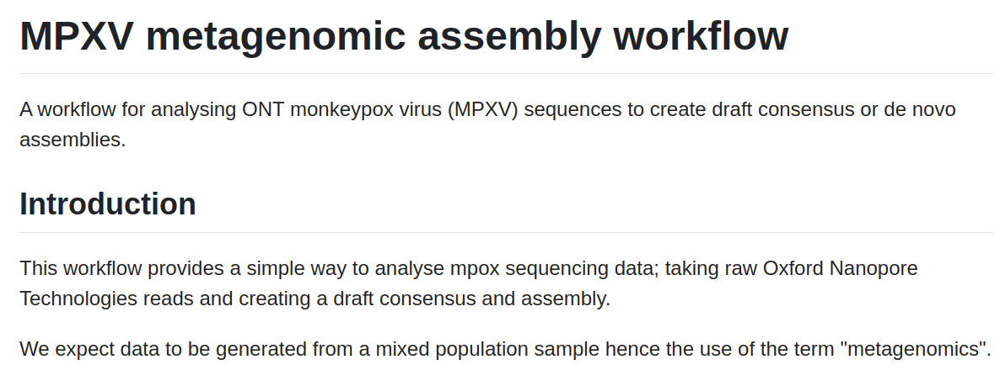 MPXV metagenomic assembly workflow
A workflow for analysing ONT monkeypox virus (MPXV) sequences to create draft consensus or de novo
assemblies.
Introduction
This workflow provides a simple way to analyse mpox sequencing data; taking raw Oxford Nanopore
Technologies reads and creating a draft consensus and assembly.
We expect data to be generated from a mixed population sample hence the use of the term "metagenomics".